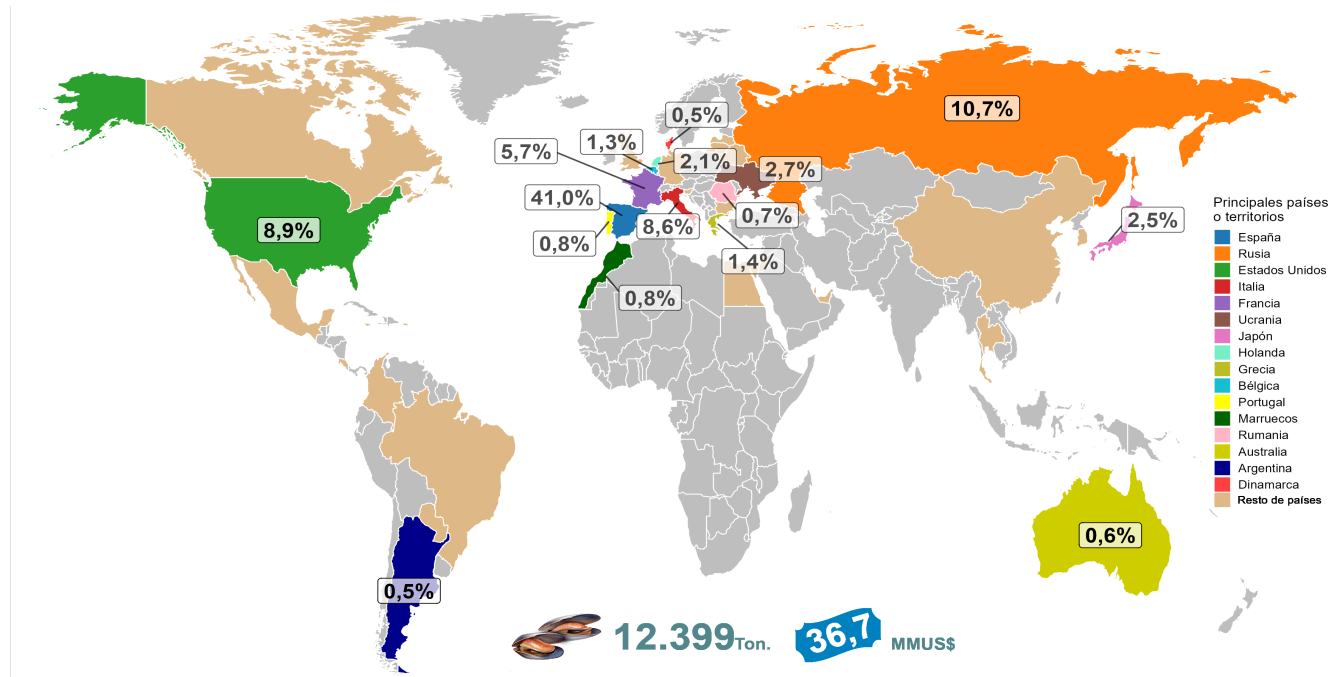 0,5%
10,7%
1,3%
5,7%
2,1%
2,7%
41,0%
0,7%
8,9%
8,6%
2,5%
0,8%
1,4%
0,8%
Principales países
o territorios
España
Rusia
Estados Unidos
Italia
Francia
Ucrania
Japón
Holanda
Grecia
Bélgica
Portugal
Marruecos
Rumania
Australia
Argentina
Dinamarca
Resto de países
0,6%
0,5%
12.399 Ton.
36,7 MMUS$